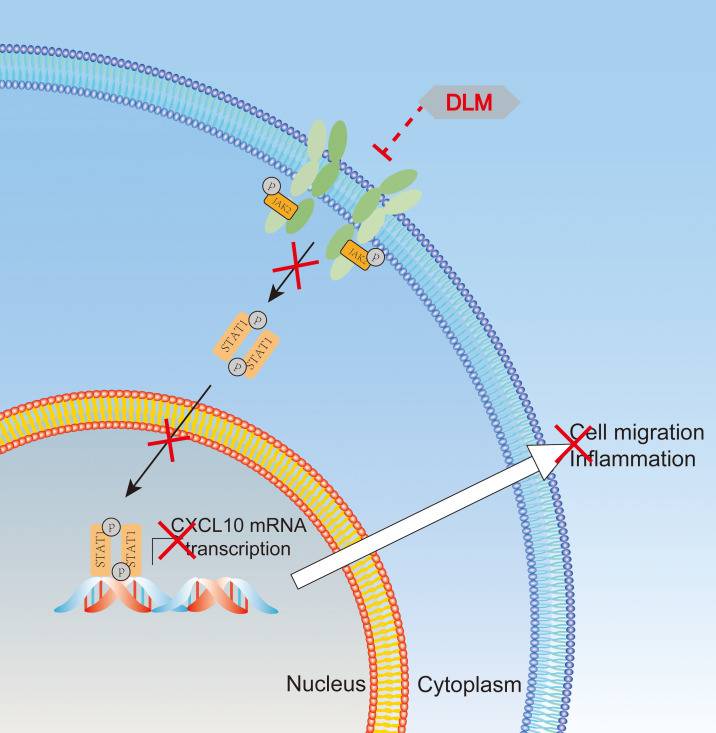 DLM
P
JAK2
JAK2
P
P
STAT1
STAT1
P
Cell migration
Inflammation
P
CXCL10 mRNA
transcription
STAT1
STAT1
P
Nucleus
Cytoplasm